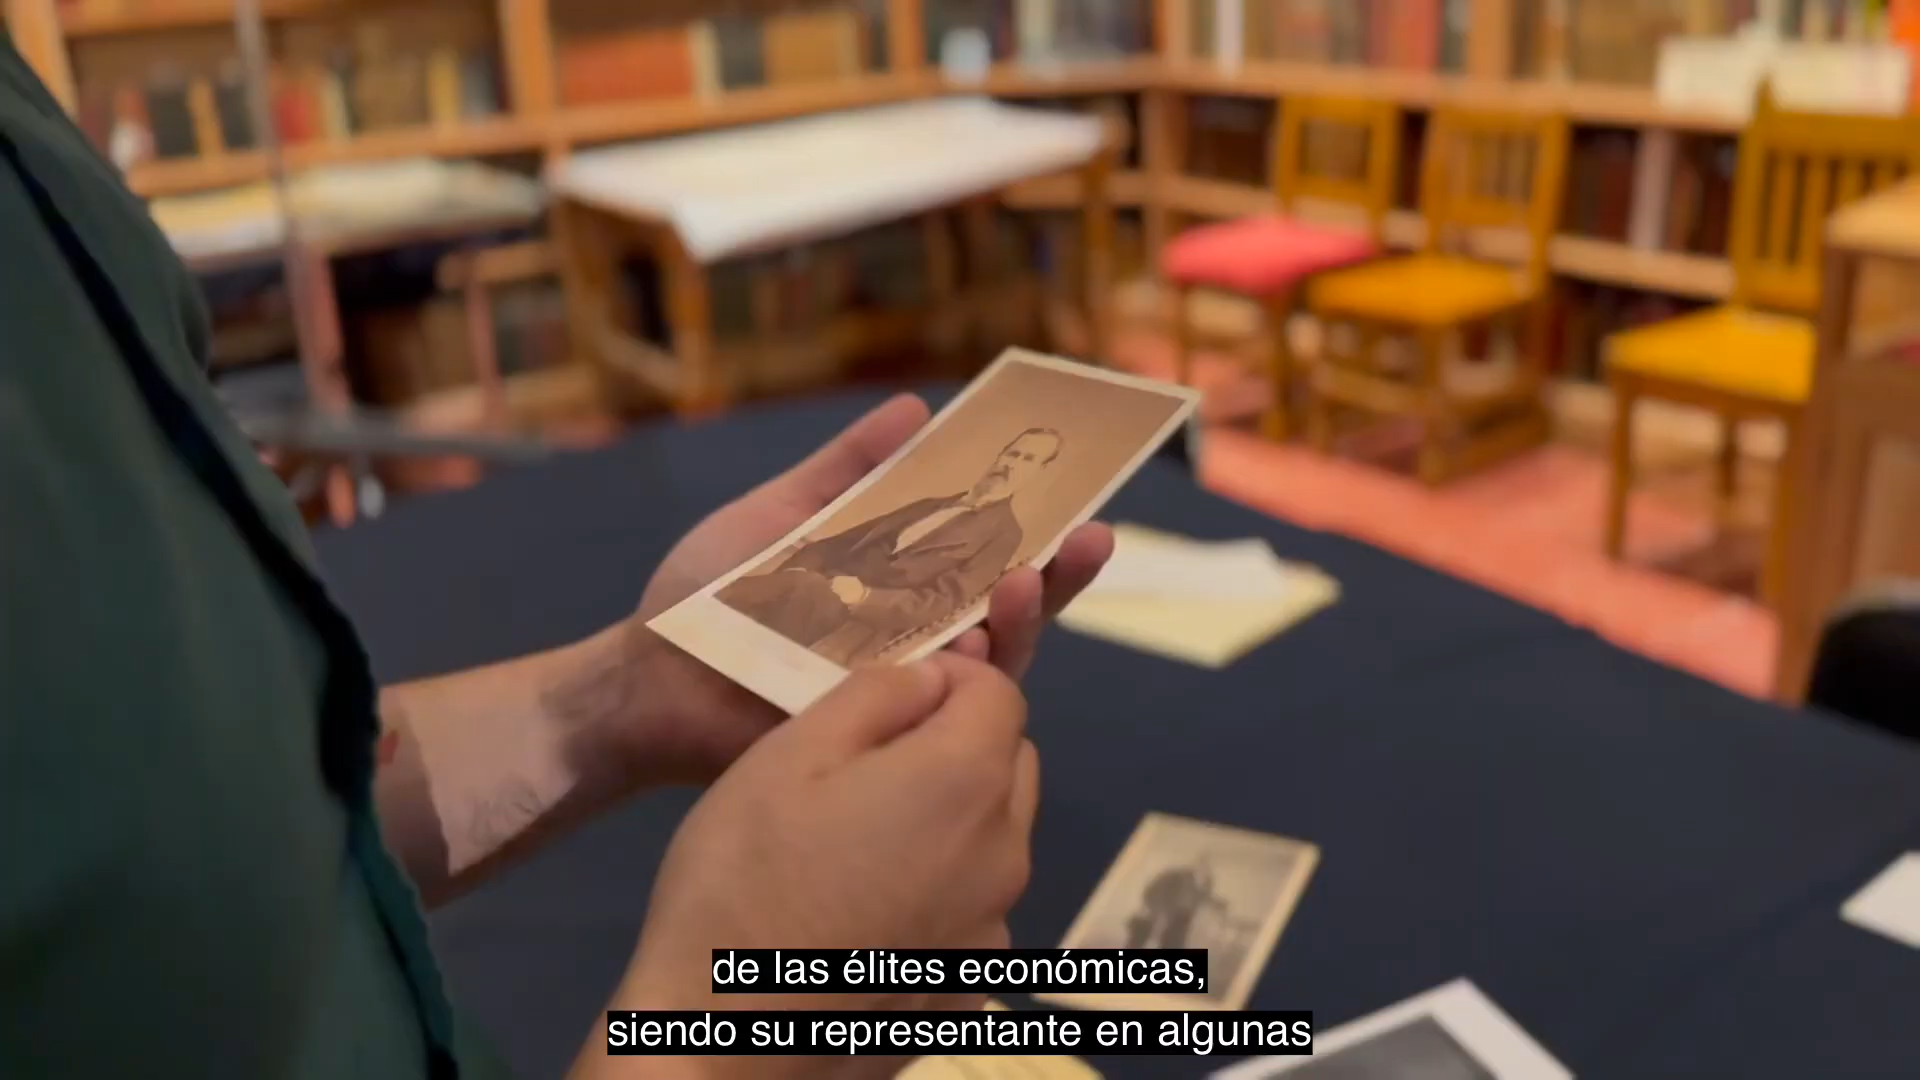 de las élites económicas,
siendo su representante en algunas